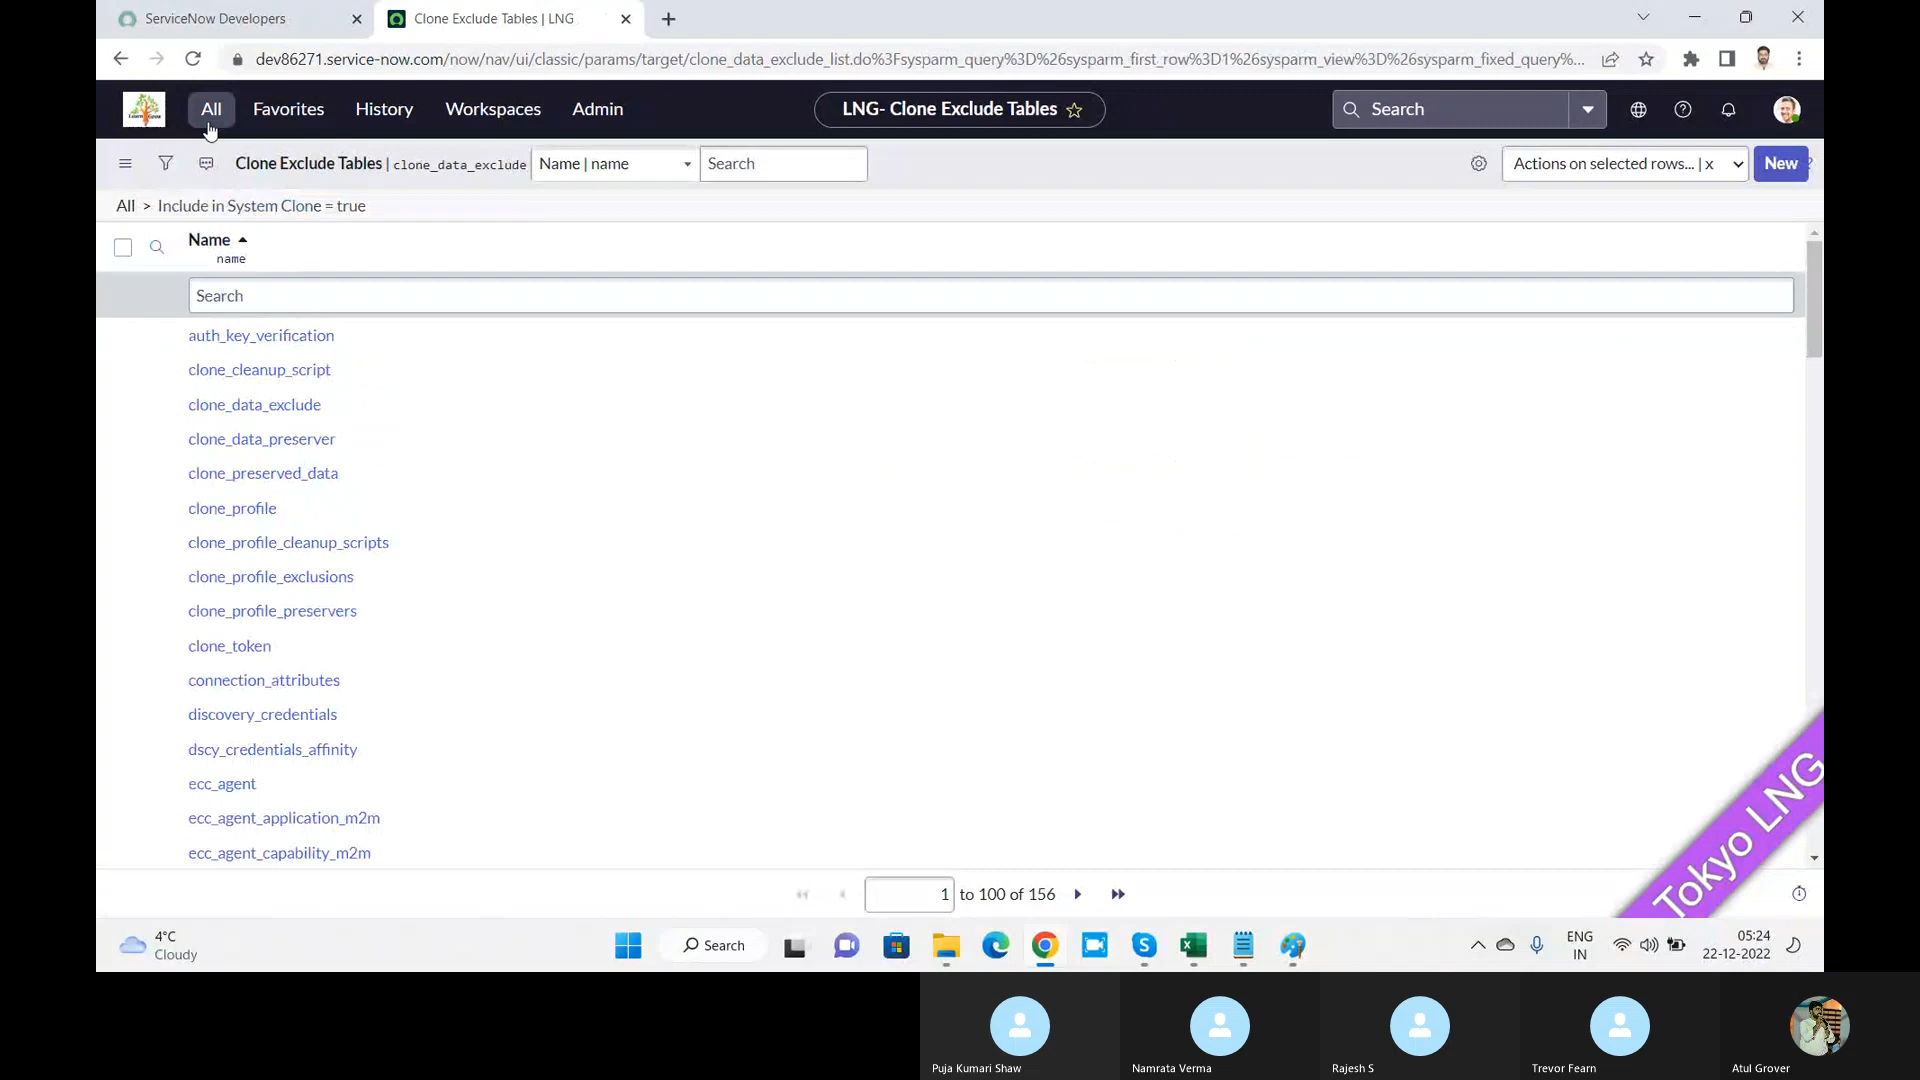 ServiceNow Developers
Clone Exclude Tables | LNG
dev86271.service-now.com/now/nav/ui/classic/params/target/clone_data_exclude_list.do%3Fsysparm_query%3D%26sysparm_first_row%3D1%26sysparm_view%3D%26sysparm_fixed_query%...
All Favorites History Workspaces Admin
LNG- Clone Exclude Tables
Search
Clone Exclude Tables | clone_data_exclude
Name | name
Search
Actions on selected rows... | x
New
All > Include in System Clone = true
Name
name
Search
auth_key_verification
clone_cleanup_script
clone_data_exclude
clone_data_preserver
clone_preserved_data
clone_profile
clone_profile_cleanup_scripts
clone_profile_exclusions
clone_profile_preservers
clone_token
connection_attributes
discovery_credentials
dscy_credentials_affinity
ecc_agent
ecc_agent_application_m2m
ecc_agent_capability_m2m
Tokyo LNG
1 to 100 of 156
4°C
Cloudy
Search
ENG
IN
05:24
22-12-2022
Puja Kumari Shaw
Namrata Verma
Rajesh S
Trevor Fearn
Atul Grover